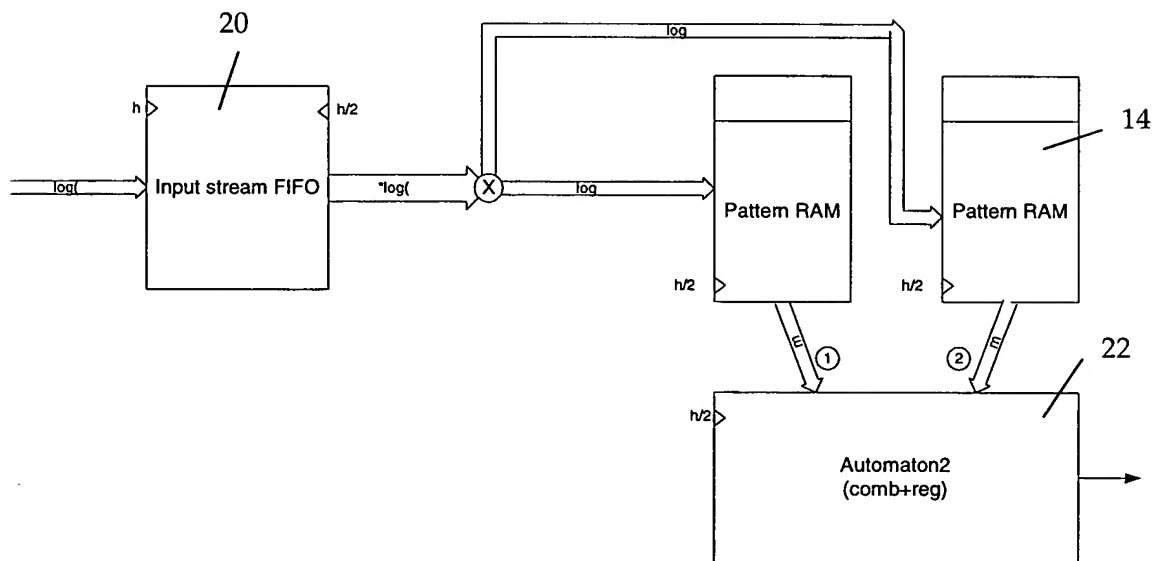 20
log
h
h/2
14
log(
Input stream FIFO
*log(
X
log
Pattern RAM
Pattern RAM
h/2
h/2
m
1
2
m
22
h/2
Automaton2
(comb+reg)